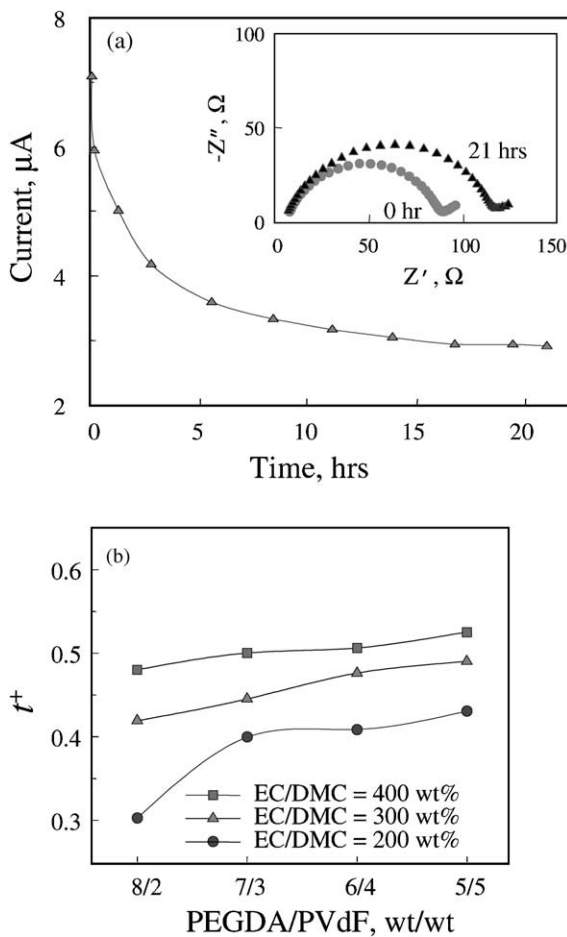 (a)
8
6
4
2
Current, μA
0
5
10
15
20
Time, hrs
100
50
0
-Z″, Ω
21 hrs
0 hr
0
50
100
150
Z′, Ω
(b)
0.6
0.5
0.4
0.3
t⁺
EC/DMC = 400 wt%
EC/DMC = 300 wt%
EC/DMC = 200 wt%
8/2
7/3
6/4
5/5
PEGDA/PVdF, wt/wt